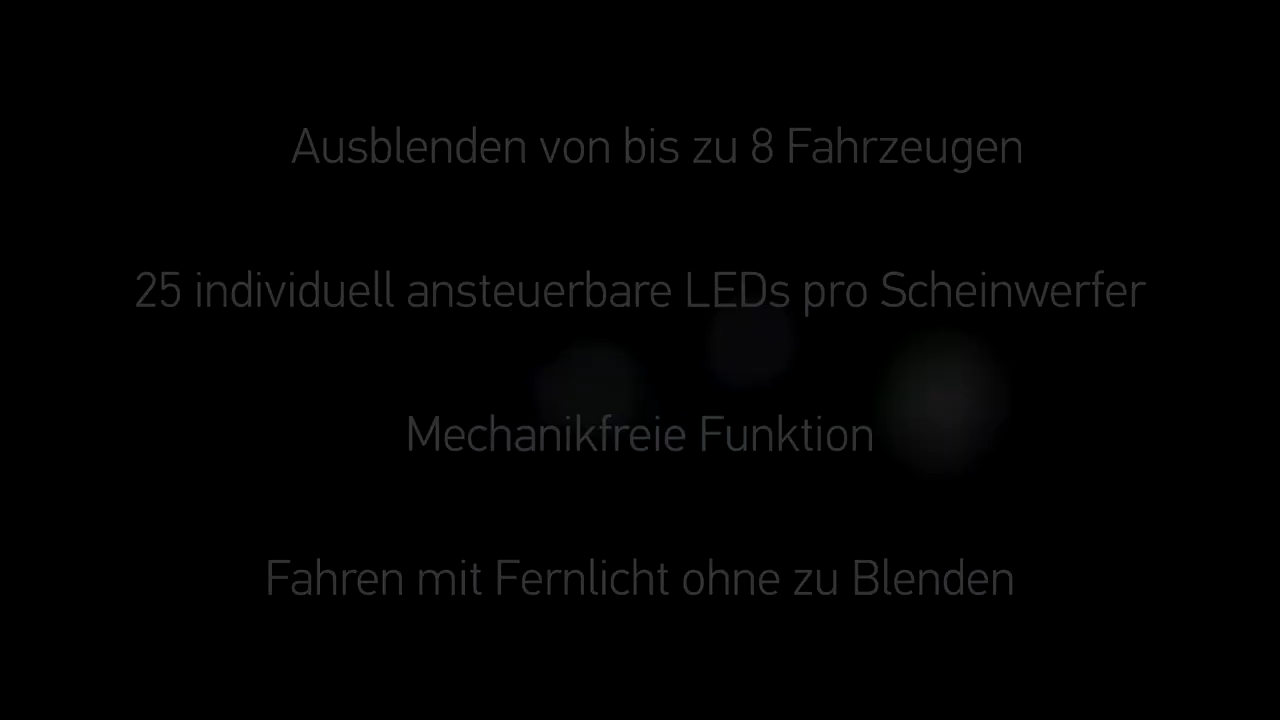 Ausblenden von bis zu 8 Fahrzeugen
25 individuell ansteuerbare LEDs pro Scheinwerfer
Mechanikfreie Funktion
Fahren mit Fernlicht ohne zu Blenden